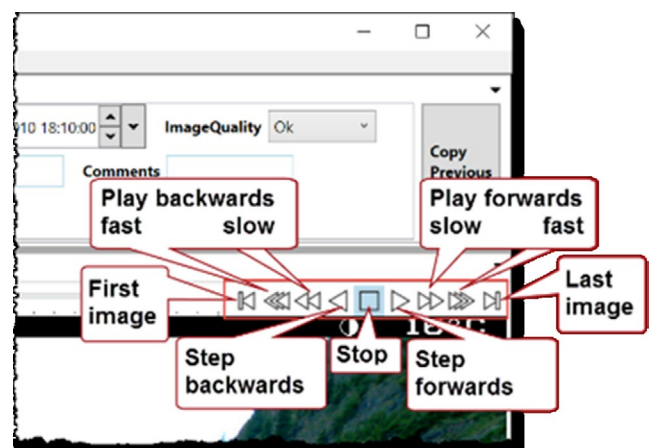 010 18:10:00
ImageQuality Ok
Copy
Previous
Comments
Play backwards
fast slow
Play forwards
slow fast
First
image
Last
image
Step
backwards
Stop
Step
forwards